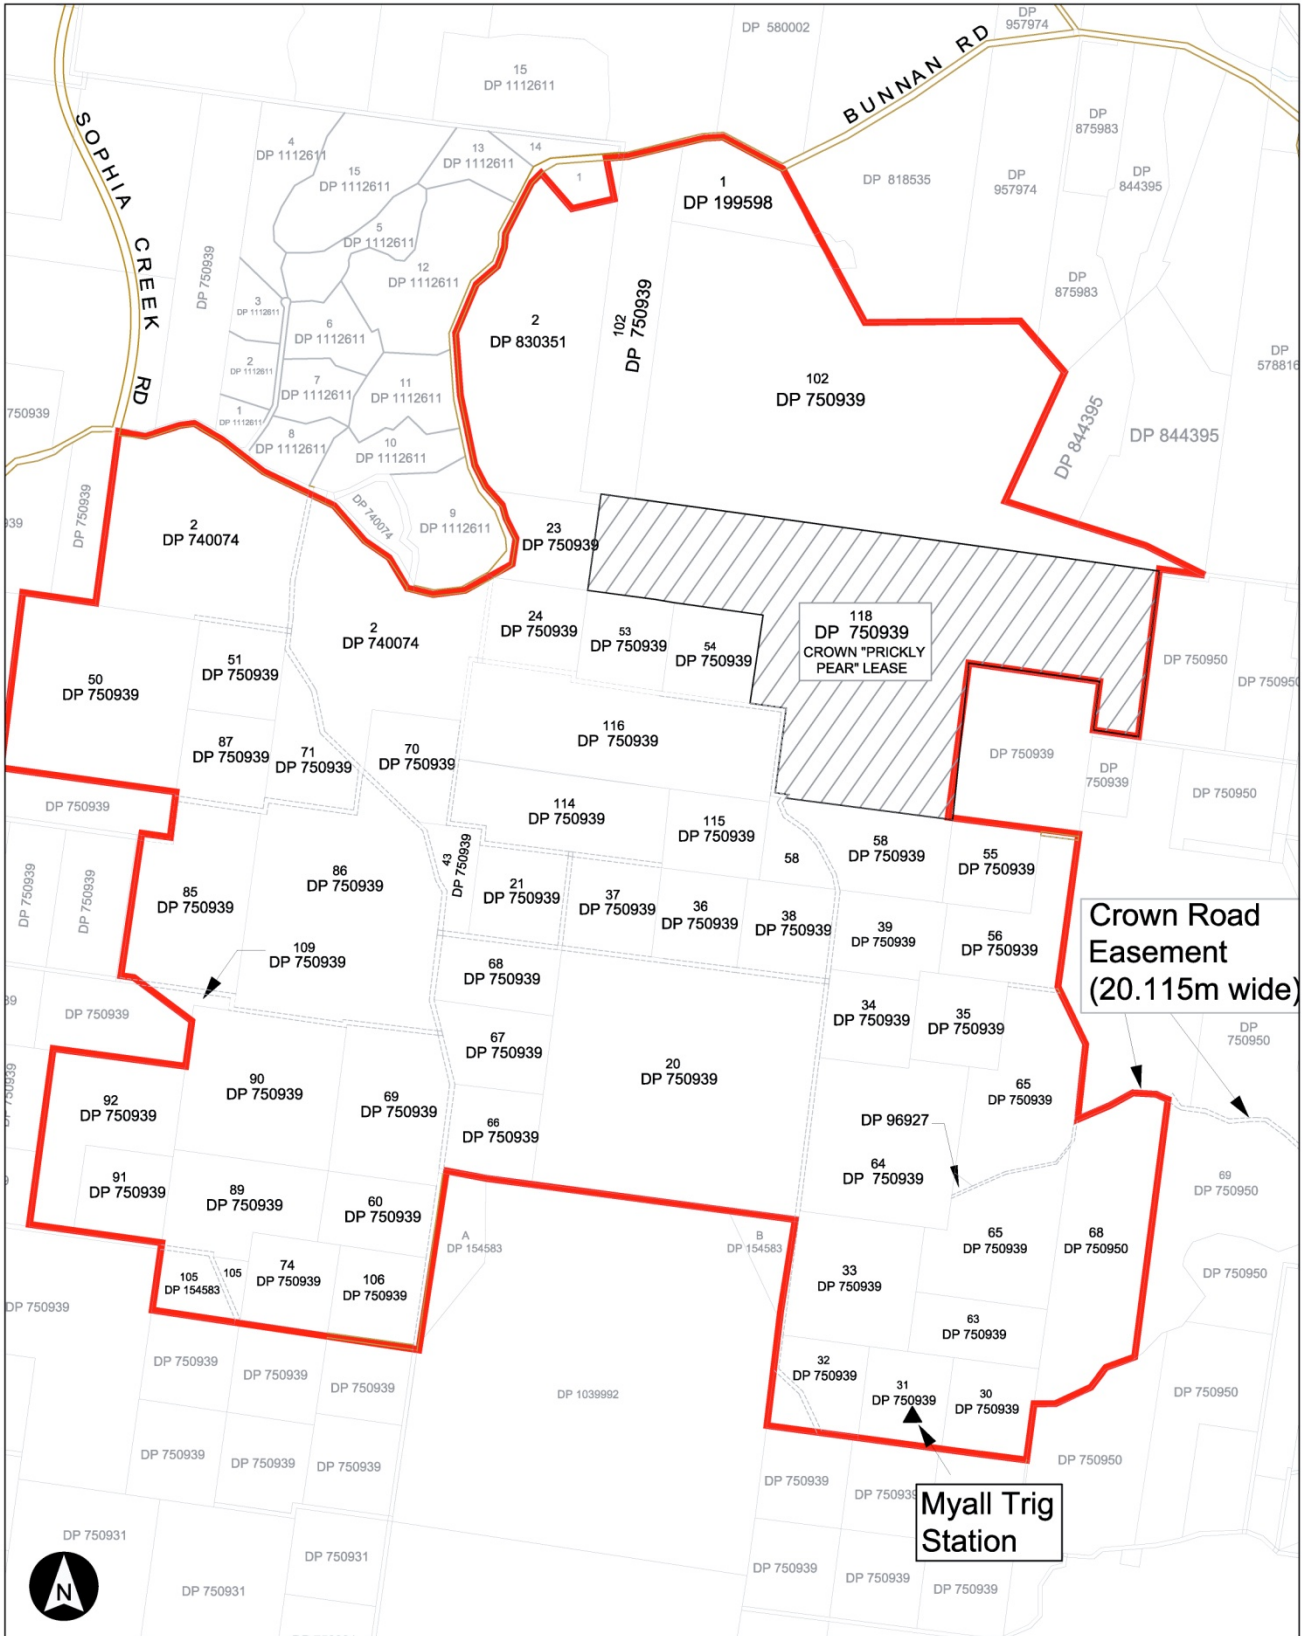 DP 580002
DP
957974
BUNNAN RD
15
DP 1112611
SOPHIA CREEK RD
4
DP 1112611
15
DP 1112611
13
DP 1112611
14
1
1
DP 199598
DP 818535
DP
957974
DP
875983
DP
844395
5
DP 1112611
12
DP 1112611
DP 750939
3
DP 1112611
6
DP 1112611
2
DP 830351
102
DP 750939
DP
875983
DP
578816
2
DP 1112611
7
DP 1112611
11
DP 1112611
102
DP 750939
DP 844395
DP 844395
750939
1
DP 1112611
8
DP 1112611
10
DP 1112611
DP 750939
939
2
DP 740074
DP 740074
9
DP 1112611
23
DP 750939
2
DP 740074
24
DP 750939
53
DP 750939
54
DP 750939
118
DP 750939
CROWN "PRICKLY
PEAR" LEASE
DP 750950
DP 750950
50
DP 750939
51
DP 750939
87
DP 750939
71
DP 750939
70
DP 750939
116
DP 750939
DP 750939
DP
750939
DP 750950
DP 750939
114
DP 750939
115
DP 750939
58
58
DP 750939
55
DP 750939
DP 750939
DP 750939
85
DP 750939
86
DP 750939
43
DP 750939
21
DP 750939
37
DP 750939
36
DP 750939
38
DP 750939
39
DP 750939
56
DP 750939
Crown Road
Easement
(20.115m wide)
109
DP 750939
68
DP 750939
39
DP 750939
67
DP 750939
20
DP 750939
34
DP 750939
35
DP 750939
DP
750950
DP 750939
92
DP 750939
90
DP 750939
69
DP 750939
66
DP 750939
65
DP 750939
DP 96927
64
DP 750939
91
DP 750939
89
DP 750939
60
DP 750939
69
DP 750950
A
DP 154583
B
DP 154583
65
DP 750939
68
DP 750950
105
DP 154583
105
74
DP 750939
106
DP 750939
33
DP 750939
DP 750950
DP 750939
63
DP 750939
DP 750939
DP 750939
DP 750939
DP 1039992
32
DP 750939
31
DP 750939
30
DP 750939
DP 750950
DP 750939
DP 750939
DP 750939
DP 750939
DP 750939
DP 750950
Myall Trig
Station
DP 750931
DP 750931
DP 750931
DP 750939
DP 750939
DP 750939
N